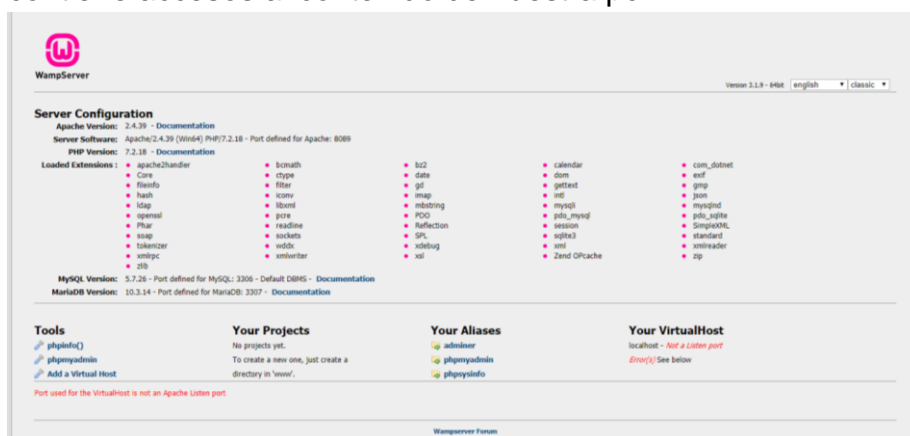 WampServer
Version 3.1.9 - 64bit english classic
Server Configuration
Apache Version: 2.4.39 - Documentation
Server Software: Apache/2.4.39 (Win64) PHP/7.2.18 - Port defined for Apache: 8089
PHP Version: 7.2.18 - Documentation
Loaded Extensions : apache2handler bcmath bz2 calendar com_dotnet
Core ctype date dom exif
fileinfo filter gd gettext gmp
hash iconv imap intl json
ldap libxml mbstring mysqli mysqlnd
openssl pcre PDO pdo_mysql pdo_sqlite
Phar readline Reflection session SimpleXML
soap sockets SPL sqlite3 standard
tokenizer wddx xdebug xml xmlreader
xmlrpc xmlwriter xsl Zend OPcache zip
zlib
MySQL Version: 5.7.26 - Port defined for MySQL: 3306 - Default DBMS - Documentation
MariaDB Version: 10.3.14 - Port defined for MariaDB: 3307 - Documentation
Tools Your Projects Your Aliases Your VirtualHost
phpinfo() No projects yet. adminer localhost - Not a Listen port
phpmyadmin To create a new one, just create a phpmyadmin Error(s) See below
Add a Virtual Host directory in 'www'. phpsysinfo
Port used for the VirtualHost is not an Apache Listen port
Wampserver Forum